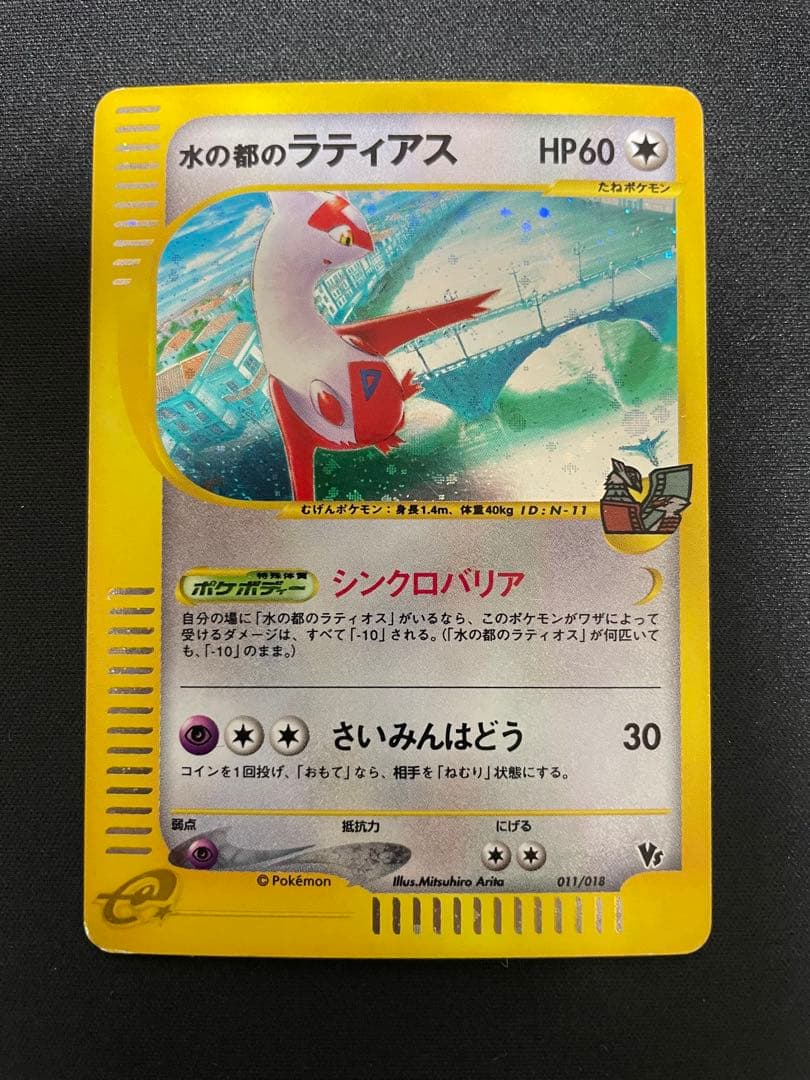 水の都のラティアス HP60
たねポケモン
むげんポケモン：身長1.4m、体重40kg ID:N-11
特殊体質
ポケボディー シンクロバリア
自分の場に「水の都のラティオス」がいるなら、このポケモンがワザによって
受けるダメージは、すべて「-10」される。（「水の都のラティオス」が何匹いて
も、「-10」のまま。）
さいみんはどう 30
コインを1回投げ、「おもて」なら、相手を「ねむり」状態にする。
弱点 抵抗力 にげる
Vs
©Pokémon Illus.Mitsuhiro Arita 011/018
e